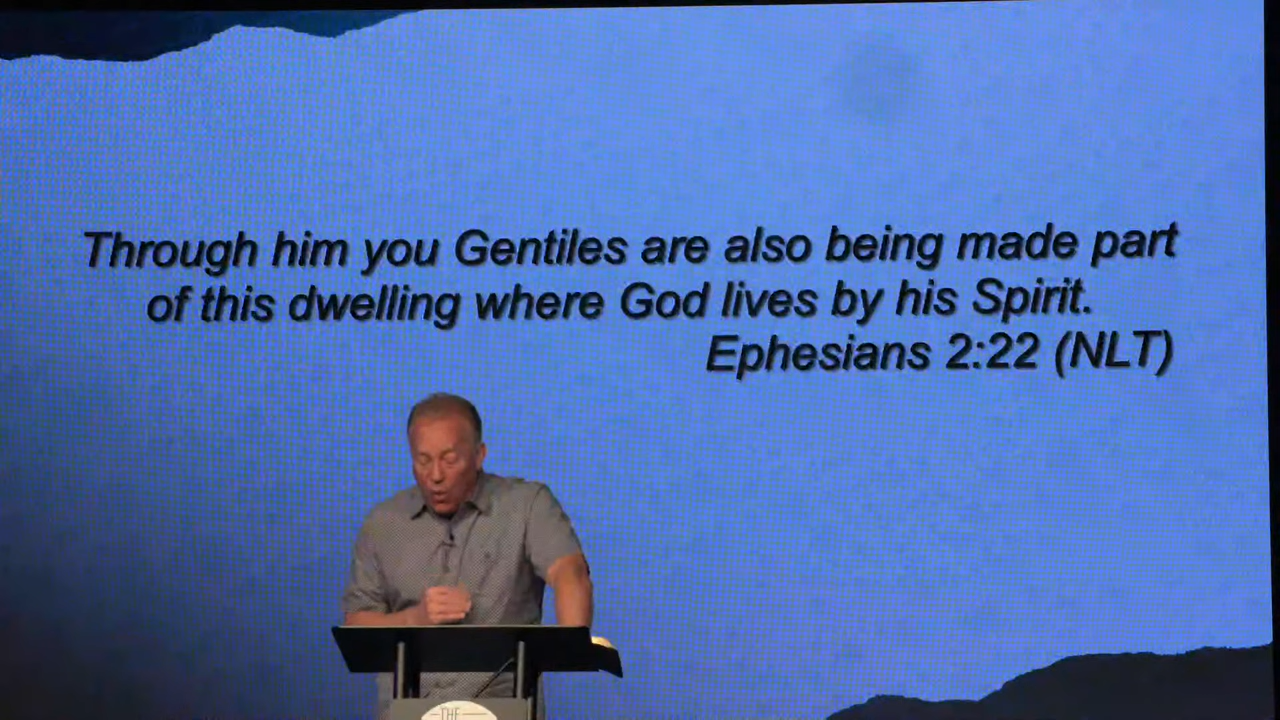 Through him you Gentiles are also being made part
of this dwelling where God lives by his Spirit.
Ephesians 2:22 (NLT)
THE